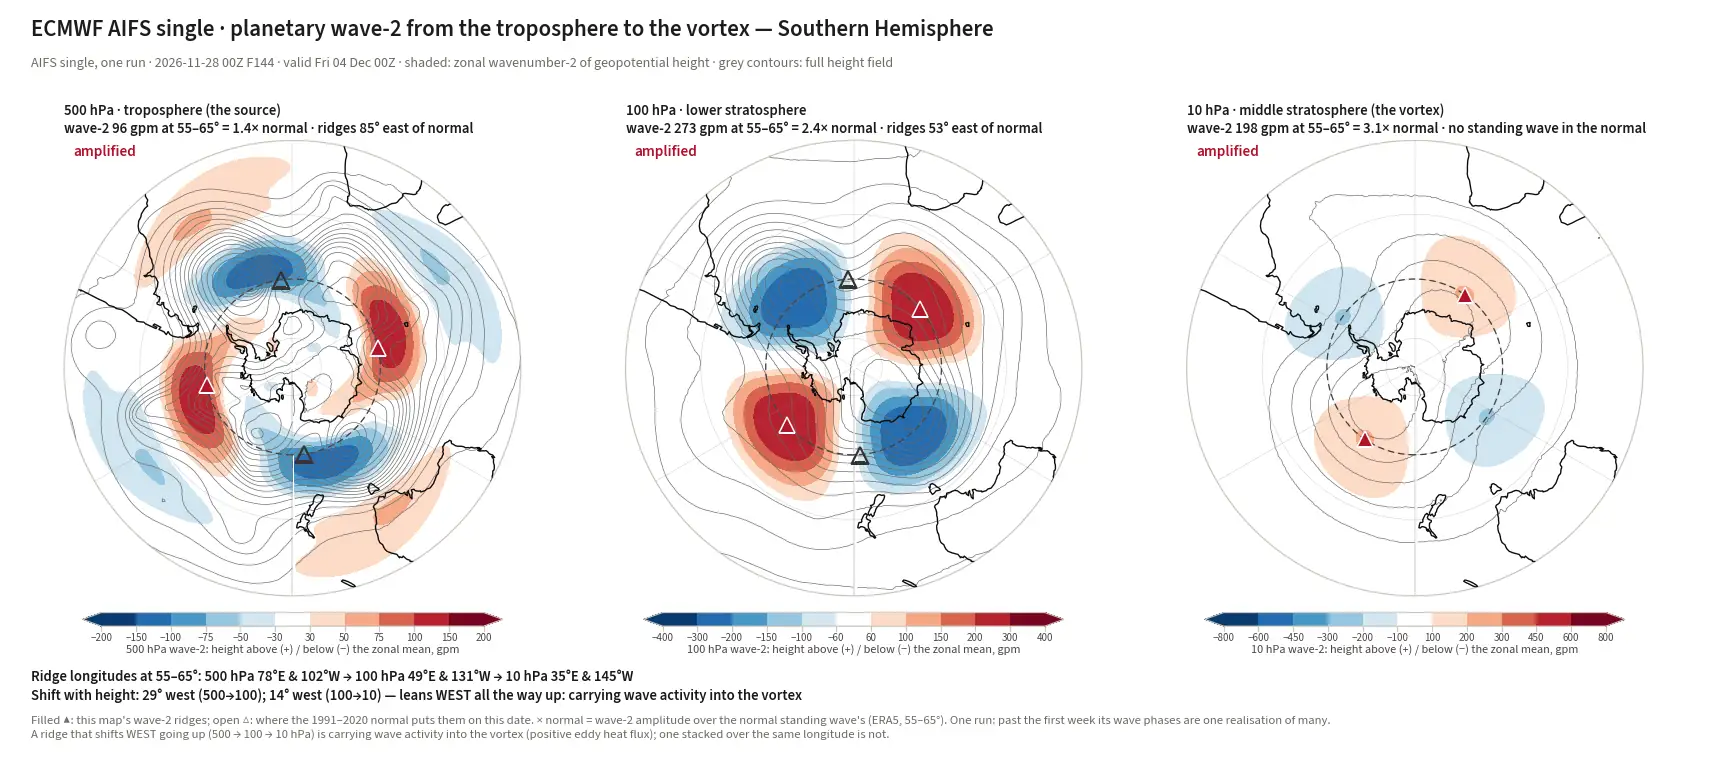 ECMWF AIFS single · planetary wave-2 from the troposphere to the vortex — Southern Hemisphere
AIFS single, one run · 2026-11-28 00Z F144 · valid Fri 04 Dec 00Z · shaded: zonal wavenumber-2 of geopotential height · grey contours: full height field
500 hPa · troposphere (the source)
wave-2 96 gpm at 55–65° = 1.4× normal · ridges 85° east of normal
amplified
100 hPa · lower stratosphere
wave-2 273 gpm at 55–65° = 2.4× normal · ridges 53° east of normal
amplified
10 hPa · middle stratosphere (the vortex)
wave-2 198 gpm at 55–65° = 3.1× normal · no standing wave in the normal
amplified
−200 −150 −100 −75 −50 −30 30 50 75 100 150 200
500 hPa wave-2: height above (+) / below (−) the zonal mean, gpm
−400 −300 −200 −150 −100 −60 60 100 150 200 300 400
100 hPa wave-2: height above (+) / below (−) the zonal mean, gpm
−800 −600 −450 −300 −200 −100 100 200 300 450 600 800
10 hPa wave-2: height above (+) / below (−) the zonal mean, gpm
Ridge longitudes at 55–65°: 500 hPa 78°E & 102°W → 100 hPa 49°E & 131°W → 10 hPa 35°E & 145°W
Shift with height: 29° west (500→100); 14° west (100→10) — leans WEST all the way up: carrying wave activity into the vortex
Filled ▲: this map's wave-2 ridges; open △: where the 1991–2020 normal puts them on this date. × normal = wave-2 amplitude over the normal standing wave's (ERA5, 55–65°). One run: past the first week its wave phases are one realisation of many.
A ridge that shifts WEST going up (500 → 100 → 10 hPa) is carrying wave activity into the vortex (positive eddy heat flux); one stacked over the same longitude is not.